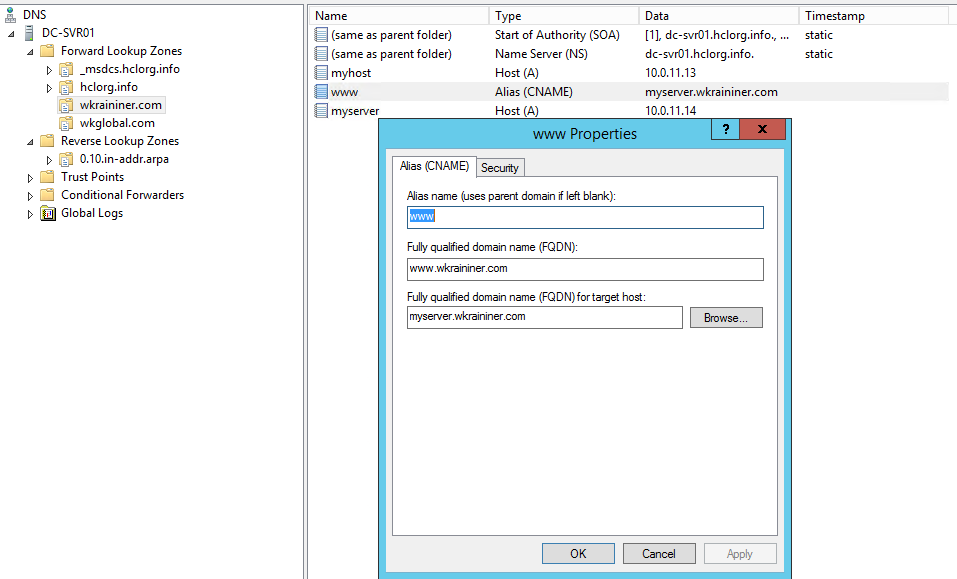 DNS
DC-SVR01
Forward Lookup Zones
_msdcs.hclorg.info
hclorg.info
wkraininer.com
wkglobal.com
Reverse Lookup Zones
0.10.in-addr.arpa
Trust Points
Conditional Forwarders
Global Logs
Name Type Data Timestamp
(same as parent folder) Start of Authority (SOA) [1], dc-svr01.hclorg.info., ... static
(same as parent folder) Name Server (NS) dc-svr01.hclorg.info. static
myhost Host (A) 10.0.11.13
www Alias (CNAME) myserver.wkraininer.com
myserver Host (A) 10.0.11.14
www Properties ? x
Alias (CNAME) Security
Alias name (uses parent domain if left blank):
www
Fully qualified domain name (FQDN):
www.wkraininer.com
Fully qualified domain name (FQDN) for target host:
myserver.wkraininer.com Browse...
OK Cancel Apply